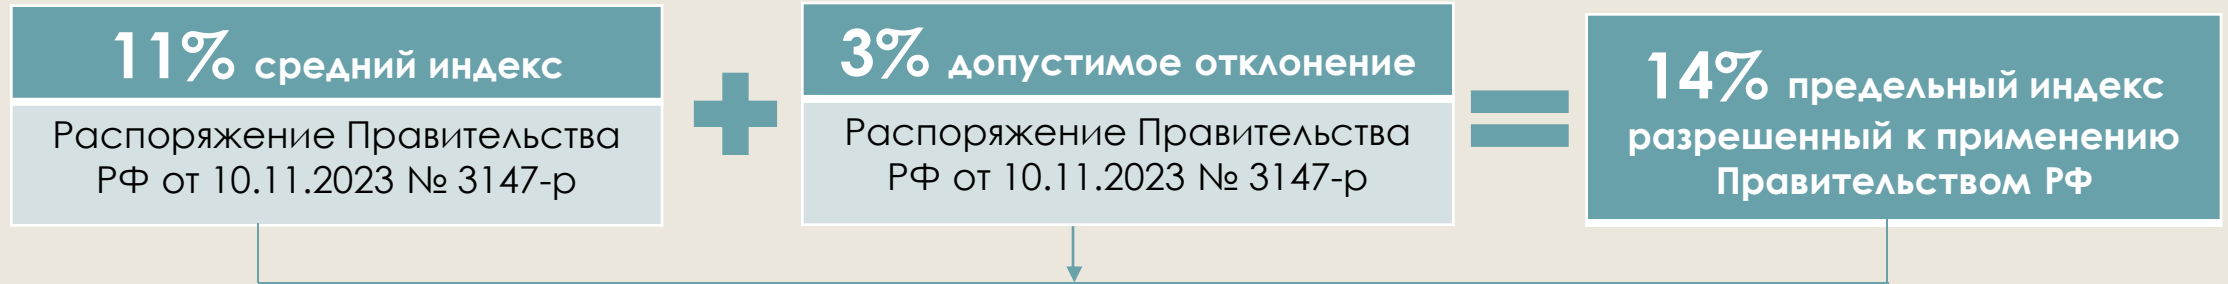 11% средний индекс
Распоряжение Правительства
РФ от 10.11.2023 № 3147-р
3% допустимое отклонение
Распоряжение Правительства
РФ от 10.11.2023 № 3147-р
14% предельный индекс
разрешенный к применению
Правительством РФ